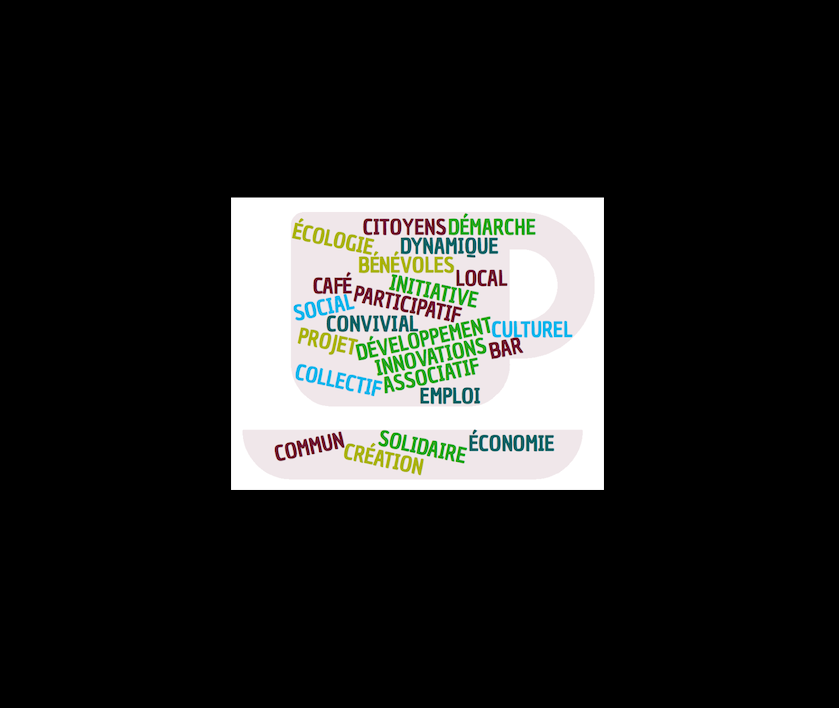 CITOYENS DÉMARCHE
ÉCOLOGIE
DYNAMIQUE
BÉNÉVOLES
LOCAL
CAFÉ
INITIATIVE
PARTICIPATIF
SOCIAL
CONVIVIAL
CULTUREL
PROJET
DÉVELOPPEMENT
INNOVATIONS
BAR
COLLECTIF
ASSOCIATIF
EMPLOI
COMMUN
SOLIDAIRE
ÉCONOMIE
CRÉATION